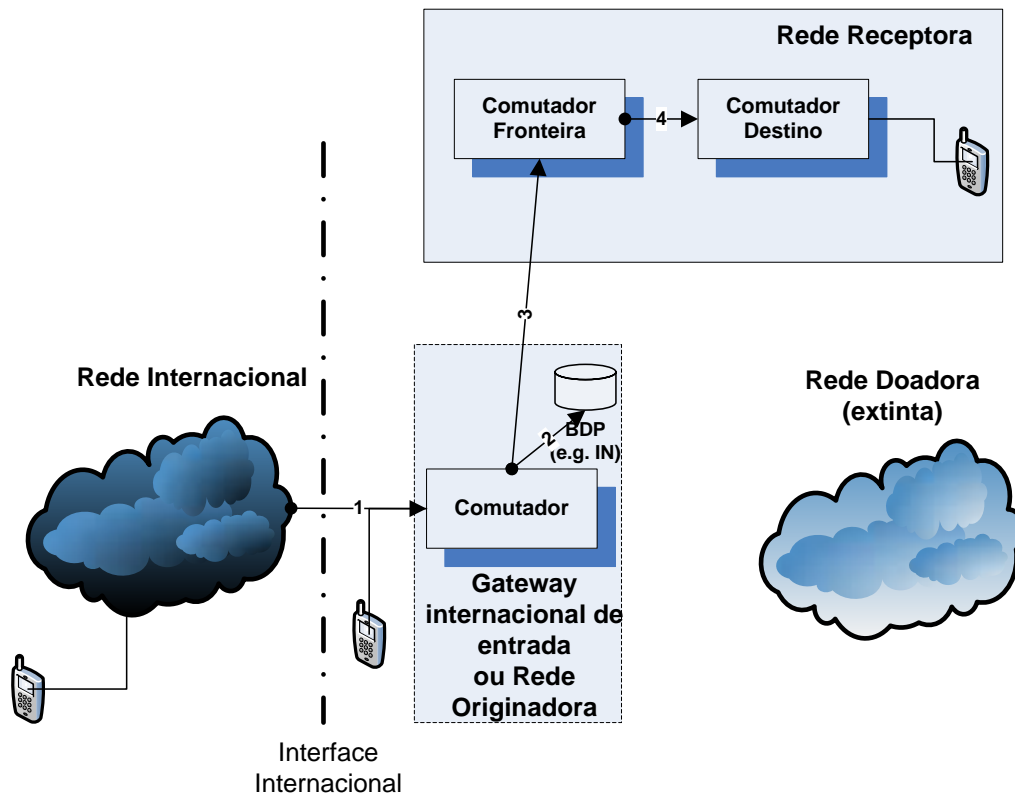 Rede Receptora
Comutador
Fronteira
4
Comutador
Destino
3
Rede Internacional
Rede Doadora
(extinta)
2
BDP
(e.g. IN)
1
Comutador
Gateway
internacional de
entrada
ou Rede
Originadora
Interface
Internacional